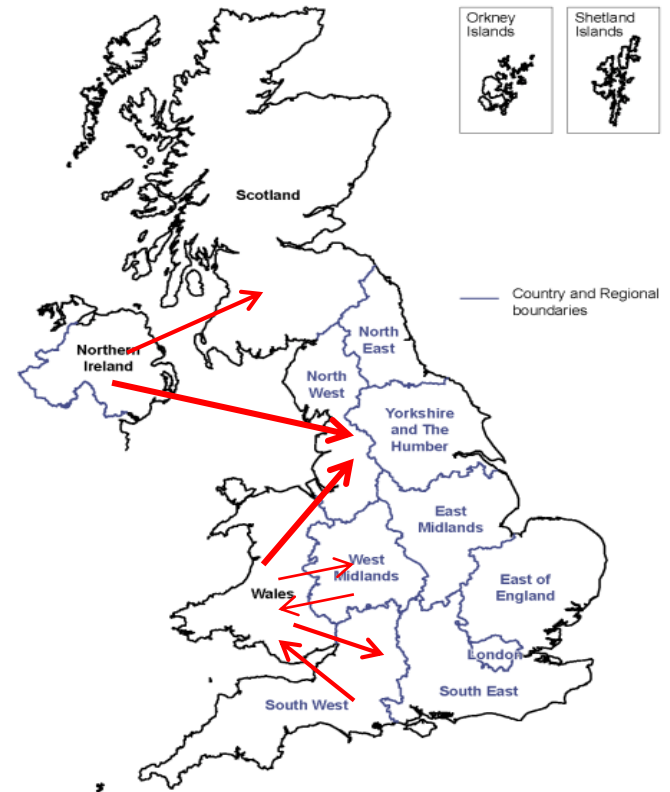 Orkney
Islands
Shetland
Islands
Scotland
Country and Regional
boundaries
North
East
Northern
Ireland
North
West
Yorkshire
and The
Humber
East
Midlands
West
Midlands
East of
England
Wales
London
South East
South West